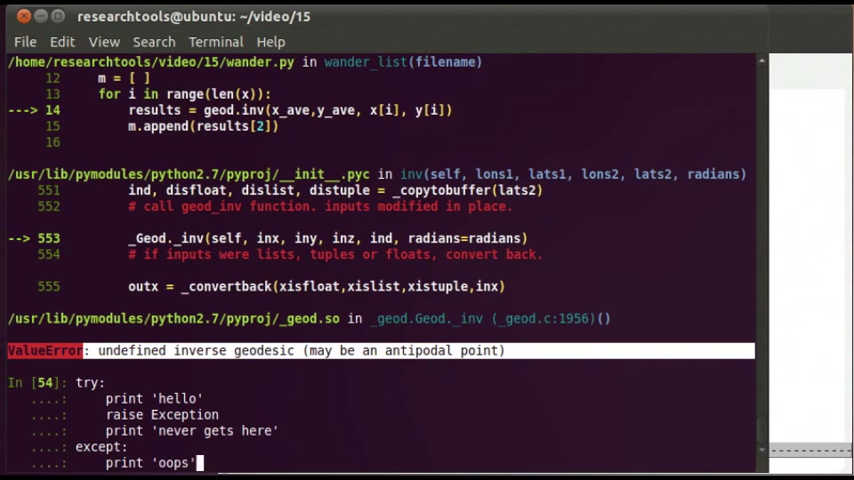 researchtools@ubuntu: ~/video/15
File Edit View Search Terminal Help
/home/researchtools/video/15/wander.py in wander_list(filename)
12 m = [ ]
13 for i in range(len(x)):
---> 14 results = geod.inv(x_ave,y_ave, x[i], y[i])
15 m.append(results[2])
16
/usr/lib/pymodules/python2.7/pyproj/__init__.pyc in inv(self, lons1, lats1, lons2, lats2, radians)
551 ind, disfloat, dislist, distuple = _copytobuffer(lats2)
552 # call geod_inv function. inputs modified in place.
--> 553 _Geod._inv(self, inx, iny, inz, ind, radians=radians)
554 # if inputs were lists, tuples or floats, convert back.
555 outx = _convertback(xisfloat,xislist,xistuple,inx)
/usr/lib/pymodules/python2.7/pyproj/_geod.so in _geod.Geod._inv (_geod.c:1956)()
ValueError: undefined inverse geodesic (may be an antipodal point)
In [54]: try:
....: print 'hello'
....: raise Exception
....: print 'never gets here'
....: except:
....: print 'oops'